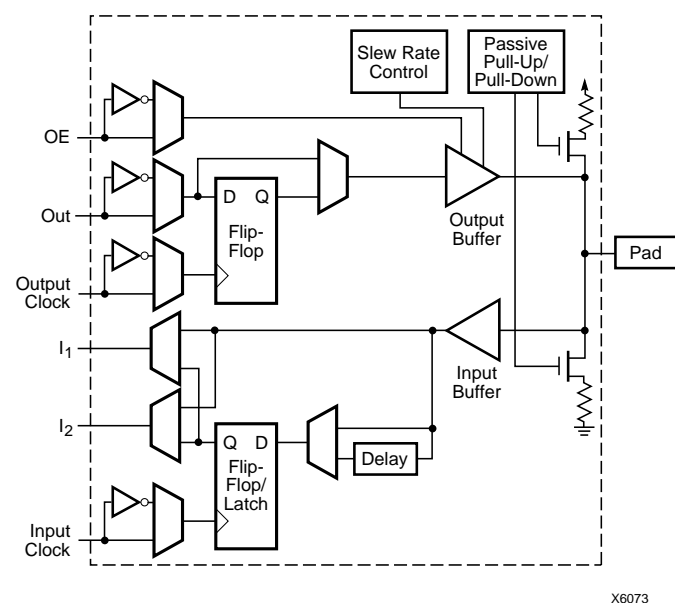 Slew Rate
Control
Passive
Pull-Up/
Pull-Down
OE
Out
D Q
Flip-
Flop
Output
Buffer
Output
Clock
Pad
I1
Input
Buffer
I2
Q D
Flip-
Flop/
Latch
Delay
Input
Clock
X6073